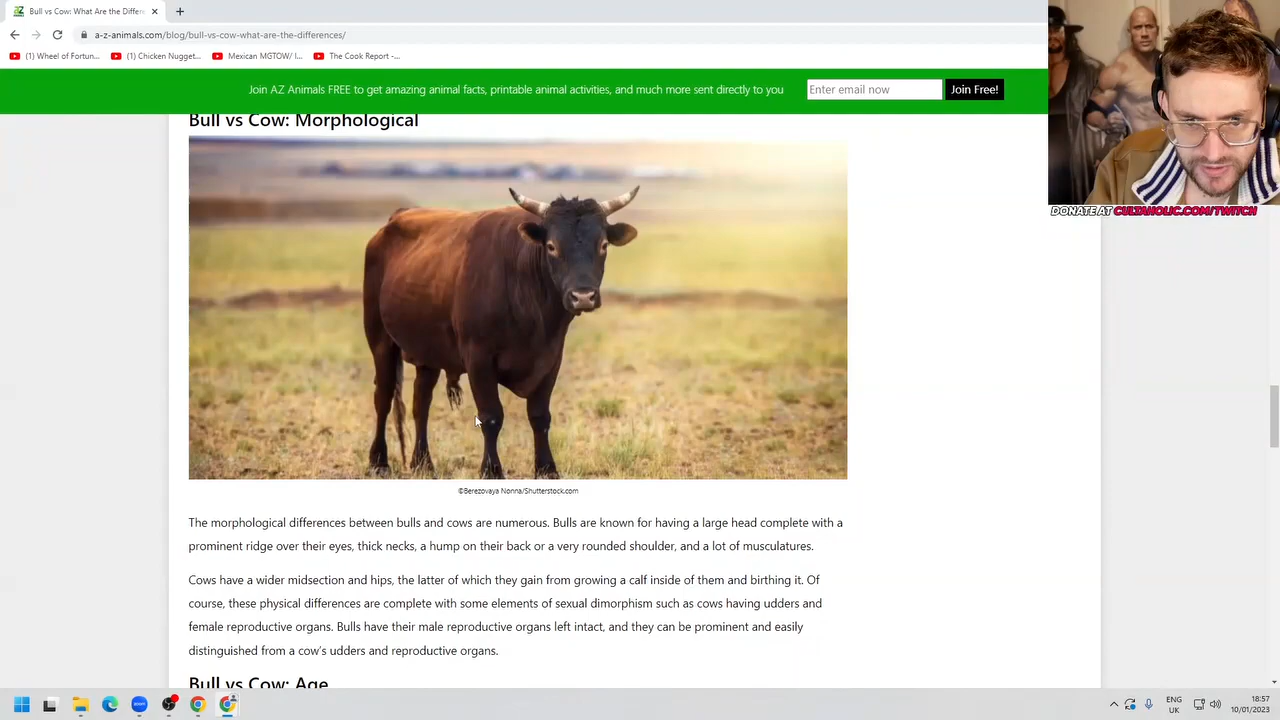 Bull vs Cow: What Are the Differe
a-z-animals.com/blog/bull-vs-cow-what-are-the-differences/
(1) Wheel of Fortun...
(1) Chicken Nugget...
Mexican MGTOW/ I...
The Cook Report -...
Join AZ Animals FREE to get amazing animal facts, printable animal activities, and much more sent directly to you
Enter email now
Join Free!
DONATE AT CULTAHOLIC.COM/TWITCH
Bull vs Cow: Morphological
©Berezovaya Nonna/Shutterstock.com
The morphological differences between bulls and cows are numerous. Bulls are known for having a large head complete with a
prominent ridge over their eyes, thick necks, a hump on their back or a very rounded shoulder, and a lot of musculatures.
Cows have a wider midsection and hips, the latter of which they gain from growing a calf inside of them and birthing it. Of
course, these physical differences are complete with some elements of sexual dimorphism such as cows having udders and
female reproductive organs. Bulls have their male reproductive organs left intact, and they can be prominent and easily
distinguished from a cow's udders and reproductive organs.
Bull vs Cow: Age
ENG
UK
18:57
10/01/2023